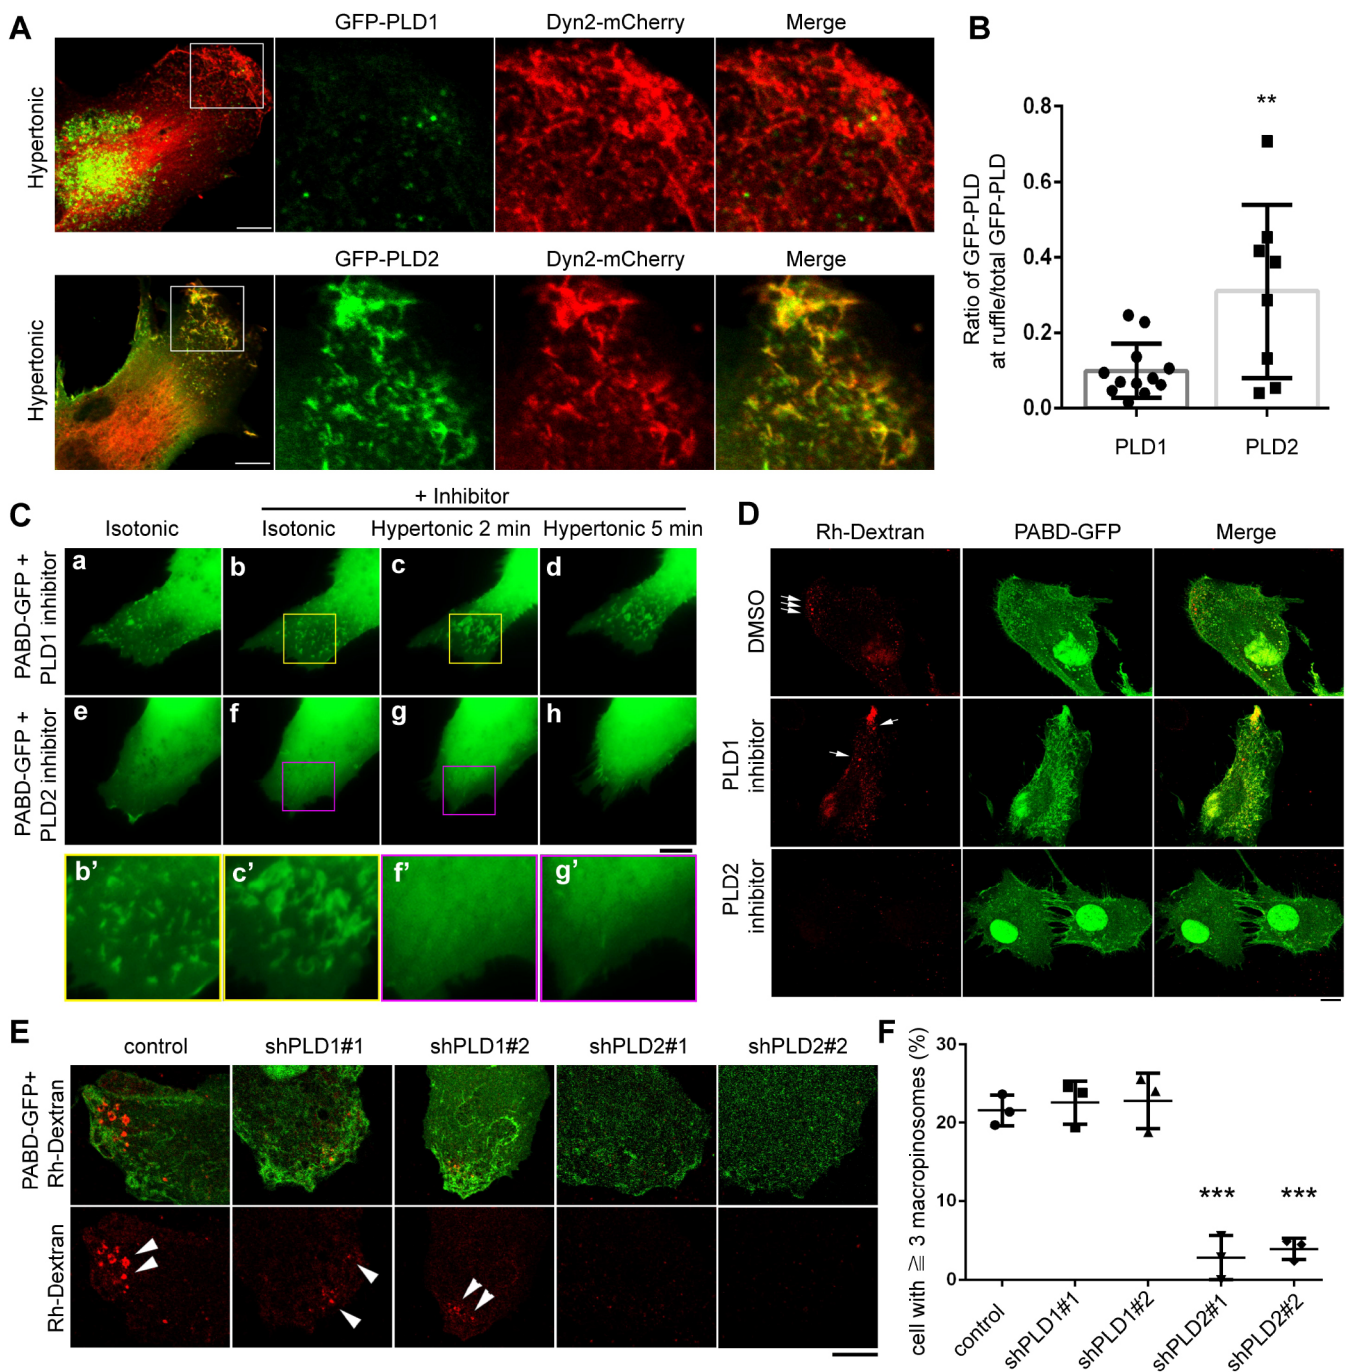 A
GFP-PLD1
Dyn2-mCherry
Merge
Hypertonic
GFP-PLD2
Dyn2-mCherry
Merge
Hypertonic
B
**
Ratio of GFP-PLD
at ruffle/total GFP-PLD
0.8
0.6
0.4
0.2
0.0
PLD1
PLD2
C
+ Inhibitor
Isotonic
Isotonic
Hypertonic 2 min
Hypertonic 5 min
PABD-GFP +
PLD1 inhibitor
a
b
c
d
PABD-GFP +
PLD2 inhibitor
e
f
g
h
b’
c’
f’
g’
D
Rh-Dextran
PABD-GFP
Merge
DMSO
PLD1
inhibitor
PLD2
inhibitor
E
control
shPLD1#1
shPLD1#2
shPLD2#1
shPLD2#2
PABD-GFP+
Rh-Dextran
Rh-Dextran
F
cell with ≧ 3 macropinosomes (%)
30
20
10
0
***
***
control
shPLD1#1
shPLD1#2
shPLD2#1
shPLD2#2